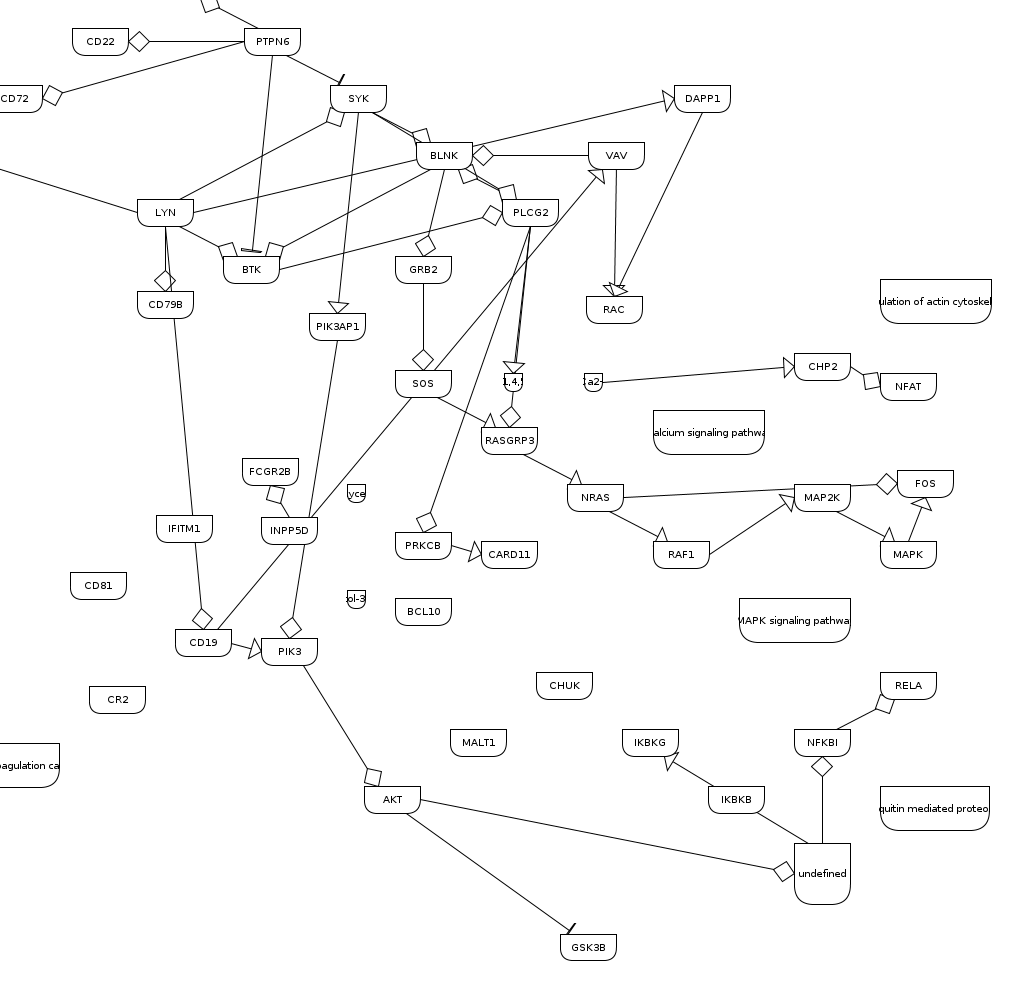 CD22
PTPN6
CD72
SYK
DAPP1
BLNK
VAV
LYN
PLCG2
BTK
GRB2
CD79B
RAC
ulation of actin cytoskel
PIK3AP1
CHP2
SOS
1,4,5
Ca2-
NFAT
RASGRP3
alcium signaling pathwa
FCGR2B
yce
NRAS
MAP2K
FOS
IFITM1
INPP5D
PRKCB
CARD11
RAF1
MAPK
CD81
ol-3
BCL10
MAPK signaling pathwa
CD19
PIK3
CR2
CHUK
RELA
MALT1
IKBKG
NFKBI
agulation ca
AKT
IKBKB
quitin mediated proteo
undefined
GSK3B